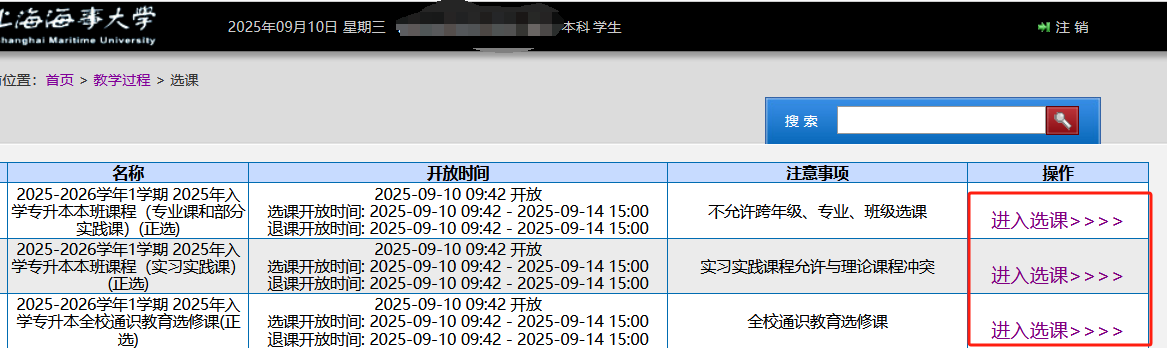 上海海事大学
Shanghai Maritime University
2025年09月10日 星期三 本科 学生
注 销
位置: 首页 > 教学过程 > 选课
搜 索
名称 开放时间 注意事项 操作
2025-2026学年1学期 2025年入
学专升本本班课程（专业课和部分
实践课）(正选)
2025-09-10 09:42 开放
选课开放时间: 2025-09-10 09:42 - 2025-09-14 15:00
退课开放时间: 2025-09-10 09:42 - 2025-09-14 15:00
不允许跨年级、专业、班级选课
进入选课>>>>
2025-2026学年1学期 2025年入
学专升本本班课程（实习实践课）
(正选)
2025-09-10 09:42 开放
选课开放时间: 2025-09-10 09:42 - 2025-09-14 15:00
退课开放时间: 2025-09-10 09:42 - 2025-09-14 15:00
实习实践课程允许与理论课程冲突
进入选课>>>>
2025-2026学年1学期 2025年入
学专升本全校通识教育选修课(正
选)
2025-09-10 09:42 开放
选课开放时间: 2025-09-10 09:42 - 2025-09-14 15:00
退课开放时间: 2025-09-10 09:42 - 2025-09-14 15:00
全校通识教育选修课
进入选课>>>>